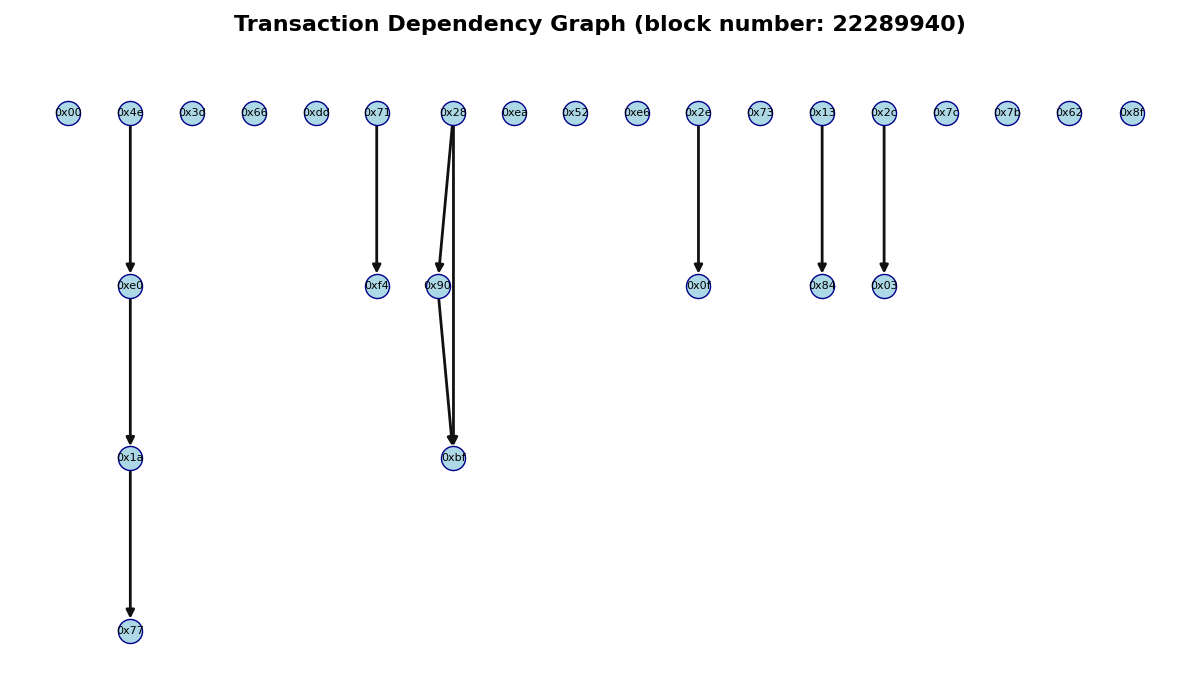 Transaction Dependency Graph (block number: 22289940)
0x00 0x4e 0x3d 0x66 0xdd 0x71 0x28 0xea 0x52 0xe6 0x2e 0x73 0x13 0x2c 0x7c 0x7b 0x62 0x8f
0xe0 0xf4 0x90 0x0f 0x84 0x03
0x1a 0xbf
0x77